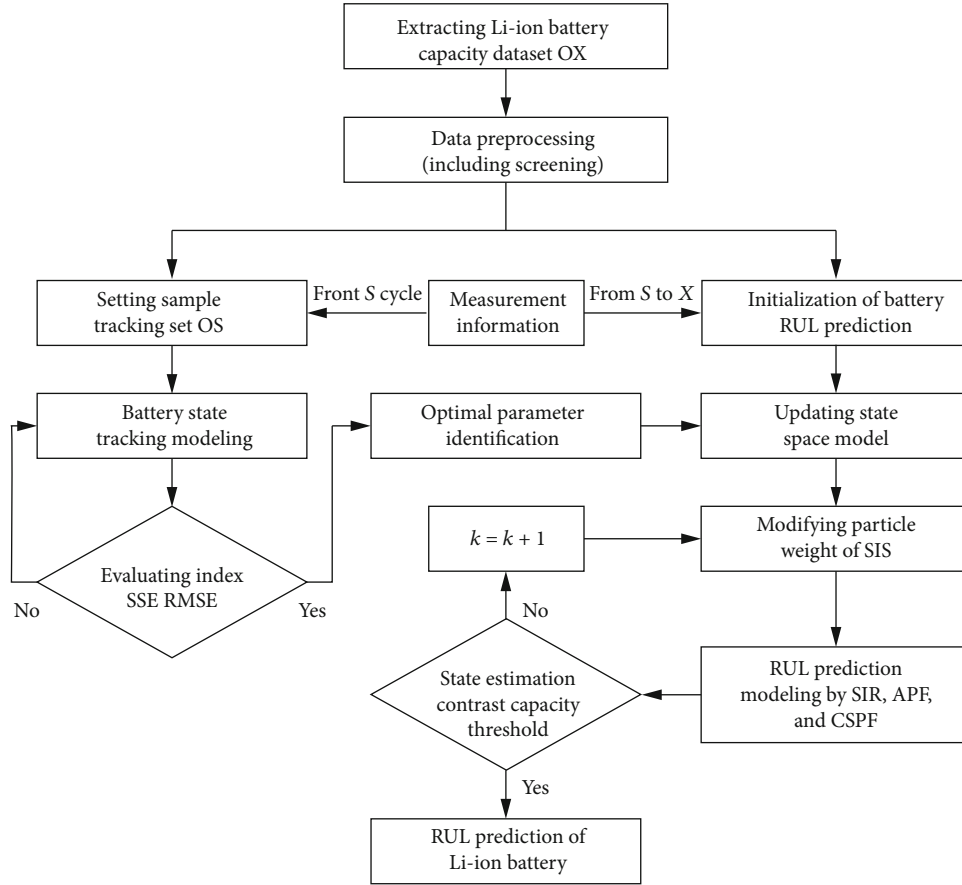 Extracting Li-ion battery
capacity dataset OX
Data preprocessing
(including screening)
Setting sample
tracking set OS
Front S cycle
Measurement
information
From S to X
Initialization of battery
RUL prediction
Battery state
tracking modeling
Optimal parameter
identification
Updating state
space model
k = k + 1
Modifying particle
weight of SIS
Evaluating index
SSE RMSE
No
Yes
No
State estimation
contrast capacity
threshold
RUL prediction
modeling by SIR, APF,
and CSPF
Yes
RUL prediction of
Li-ion battery